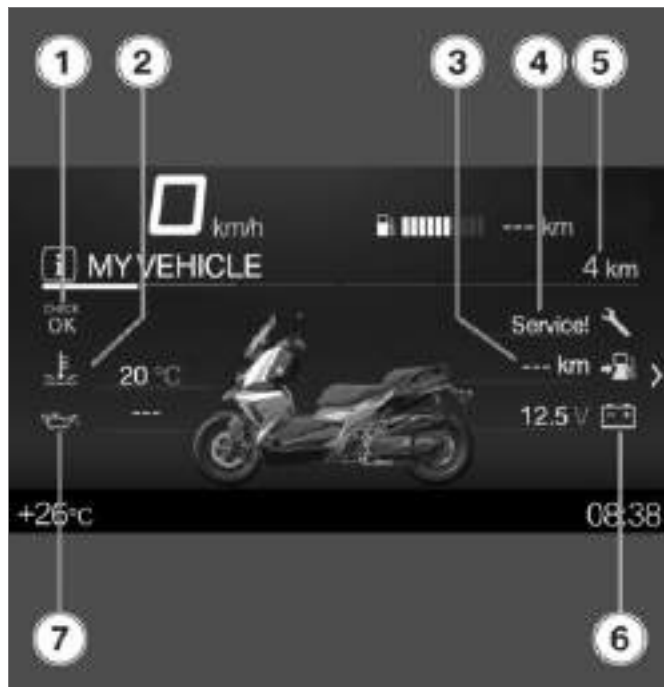 1 2 3 4 5
0 km/h --- km
i MY VEHICLE 4 km
CHECK OK Service!
20 °C --- km
--- 12.5 V
+26°C 08:38
7 6